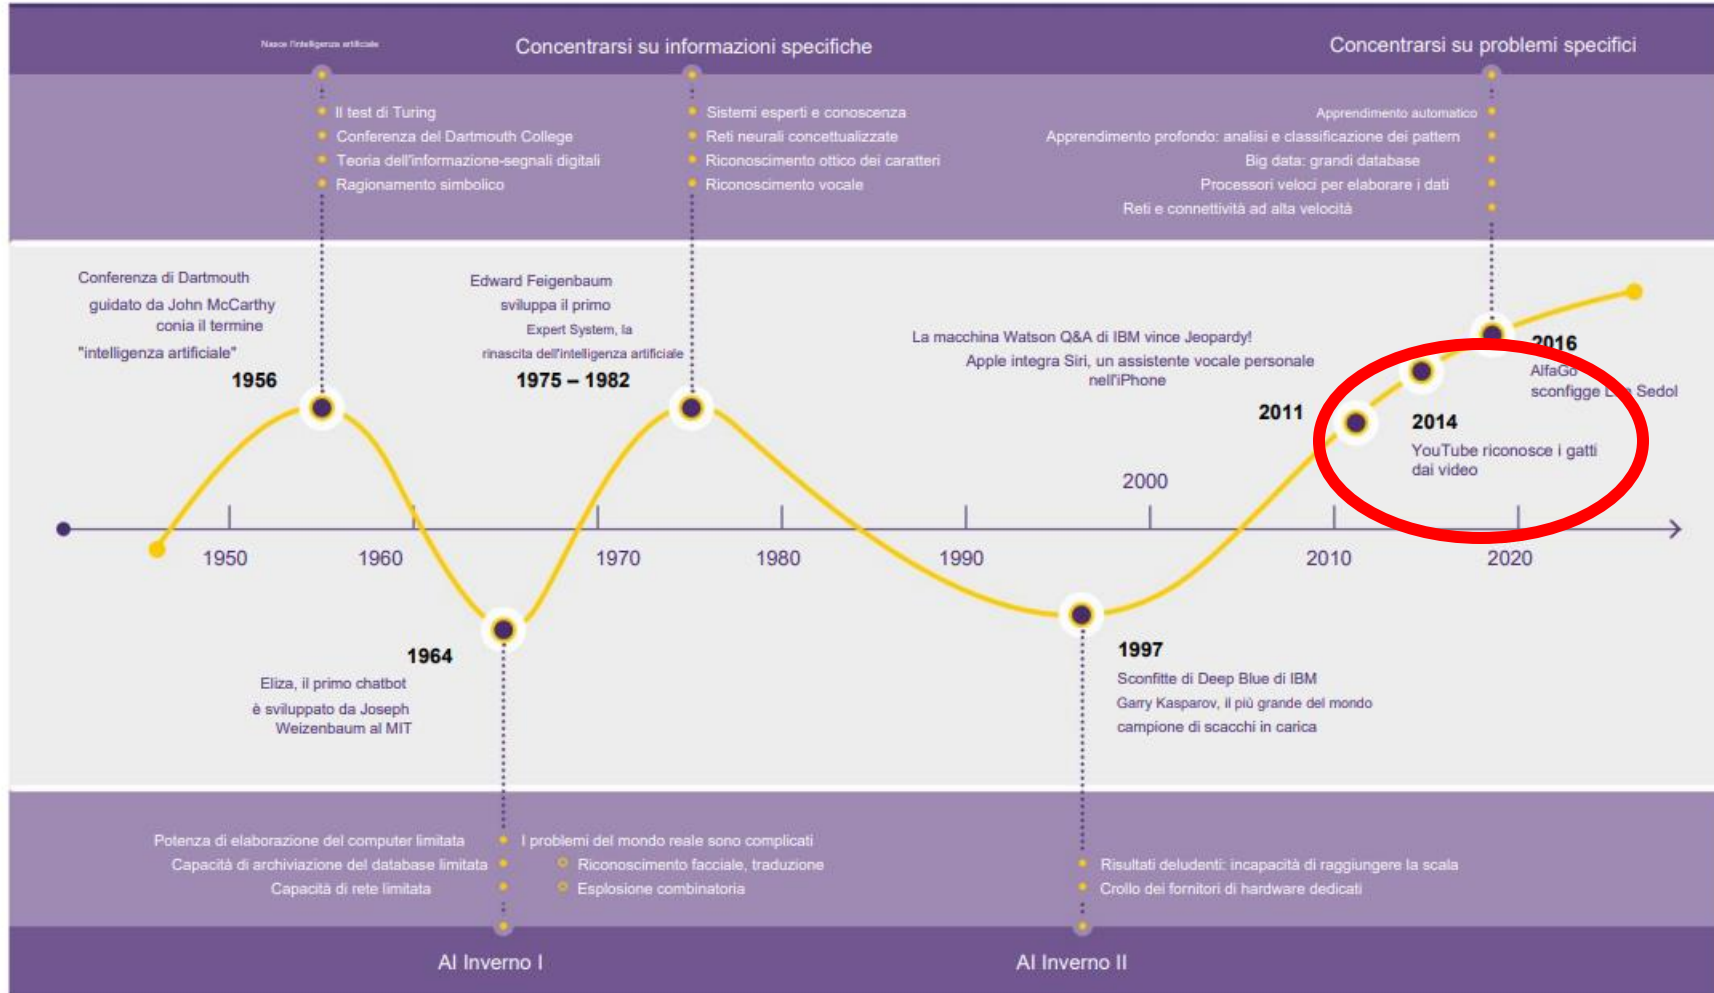 Nasce l'intelligenza artificiale
Concentrarsi su informazioni specifiche
Concentrarsi su problemi specifici
Il test di Turing
Conferenza del Dartmouth College
Teoria dell'informazione-segnali digitali
Ragionamento simbolico
Sistemi esperti e conoscenza
Reti neurali concettualizzate
Riconoscimento ottico dei caratteri
Riconoscimento vocale
Apprendimento automatico
Apprendimento profondo: analisi e classificazione dei pattern
Big data: grandi database
Processori veloci per elaborare i dati
Reti e connettività ad alta velocità
Conferenza di Dartmouth
guidato da John McCarthy
conia il termine
"intelligenza artificiale"
1956
Edward Feigenbaum
sviluppa il primo
Expert System, la
rinascita dell'intelligenza artificiale
1975 – 1982
La macchina Watson Q&A di IBM vince Jeopardy!
Apple integra Siri, un assistente vocale personale
nell'iPhone
2011
2016
AlfaGo
sconfigge Sedol
2014
YouTube riconosce i gatti
dai video
2000
1950
1960
1970
1980
1990
2010
2020
1964
Eliza, il primo chatbot
è sviluppato da Joseph
Weizenbaum al MIT
1997
Sconfitte di Deep Blue di IBM
Garry Kasparov, il più grande del mondo
campione di scacchi in carica
Potenza di elaborazione del computer limitata
Capacità di archiviazione del database limitata
Capacità di rete limitata
I problemi del mondo reale sono complicati
Riconoscimento facciale, traduzione
Esplosione combinatoria
Risultati deludenti: incapacità di raggiungere la scala
Crollo dei fornitori di hardware dedicati
AI Inverno I
AI Inverno II